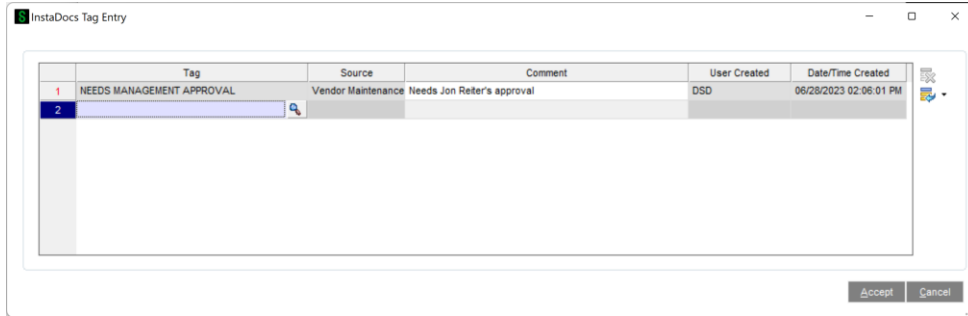 InstaDocs Tag Entry
Tag Source Comment User Created Date/Time Created
1 NEEDS MANAGEMENT APPROVAL Vendor Maintenance Needs Jon Reiter's approval DSD 06/28/2023 02:06:01 PM
2
Accept Cancel